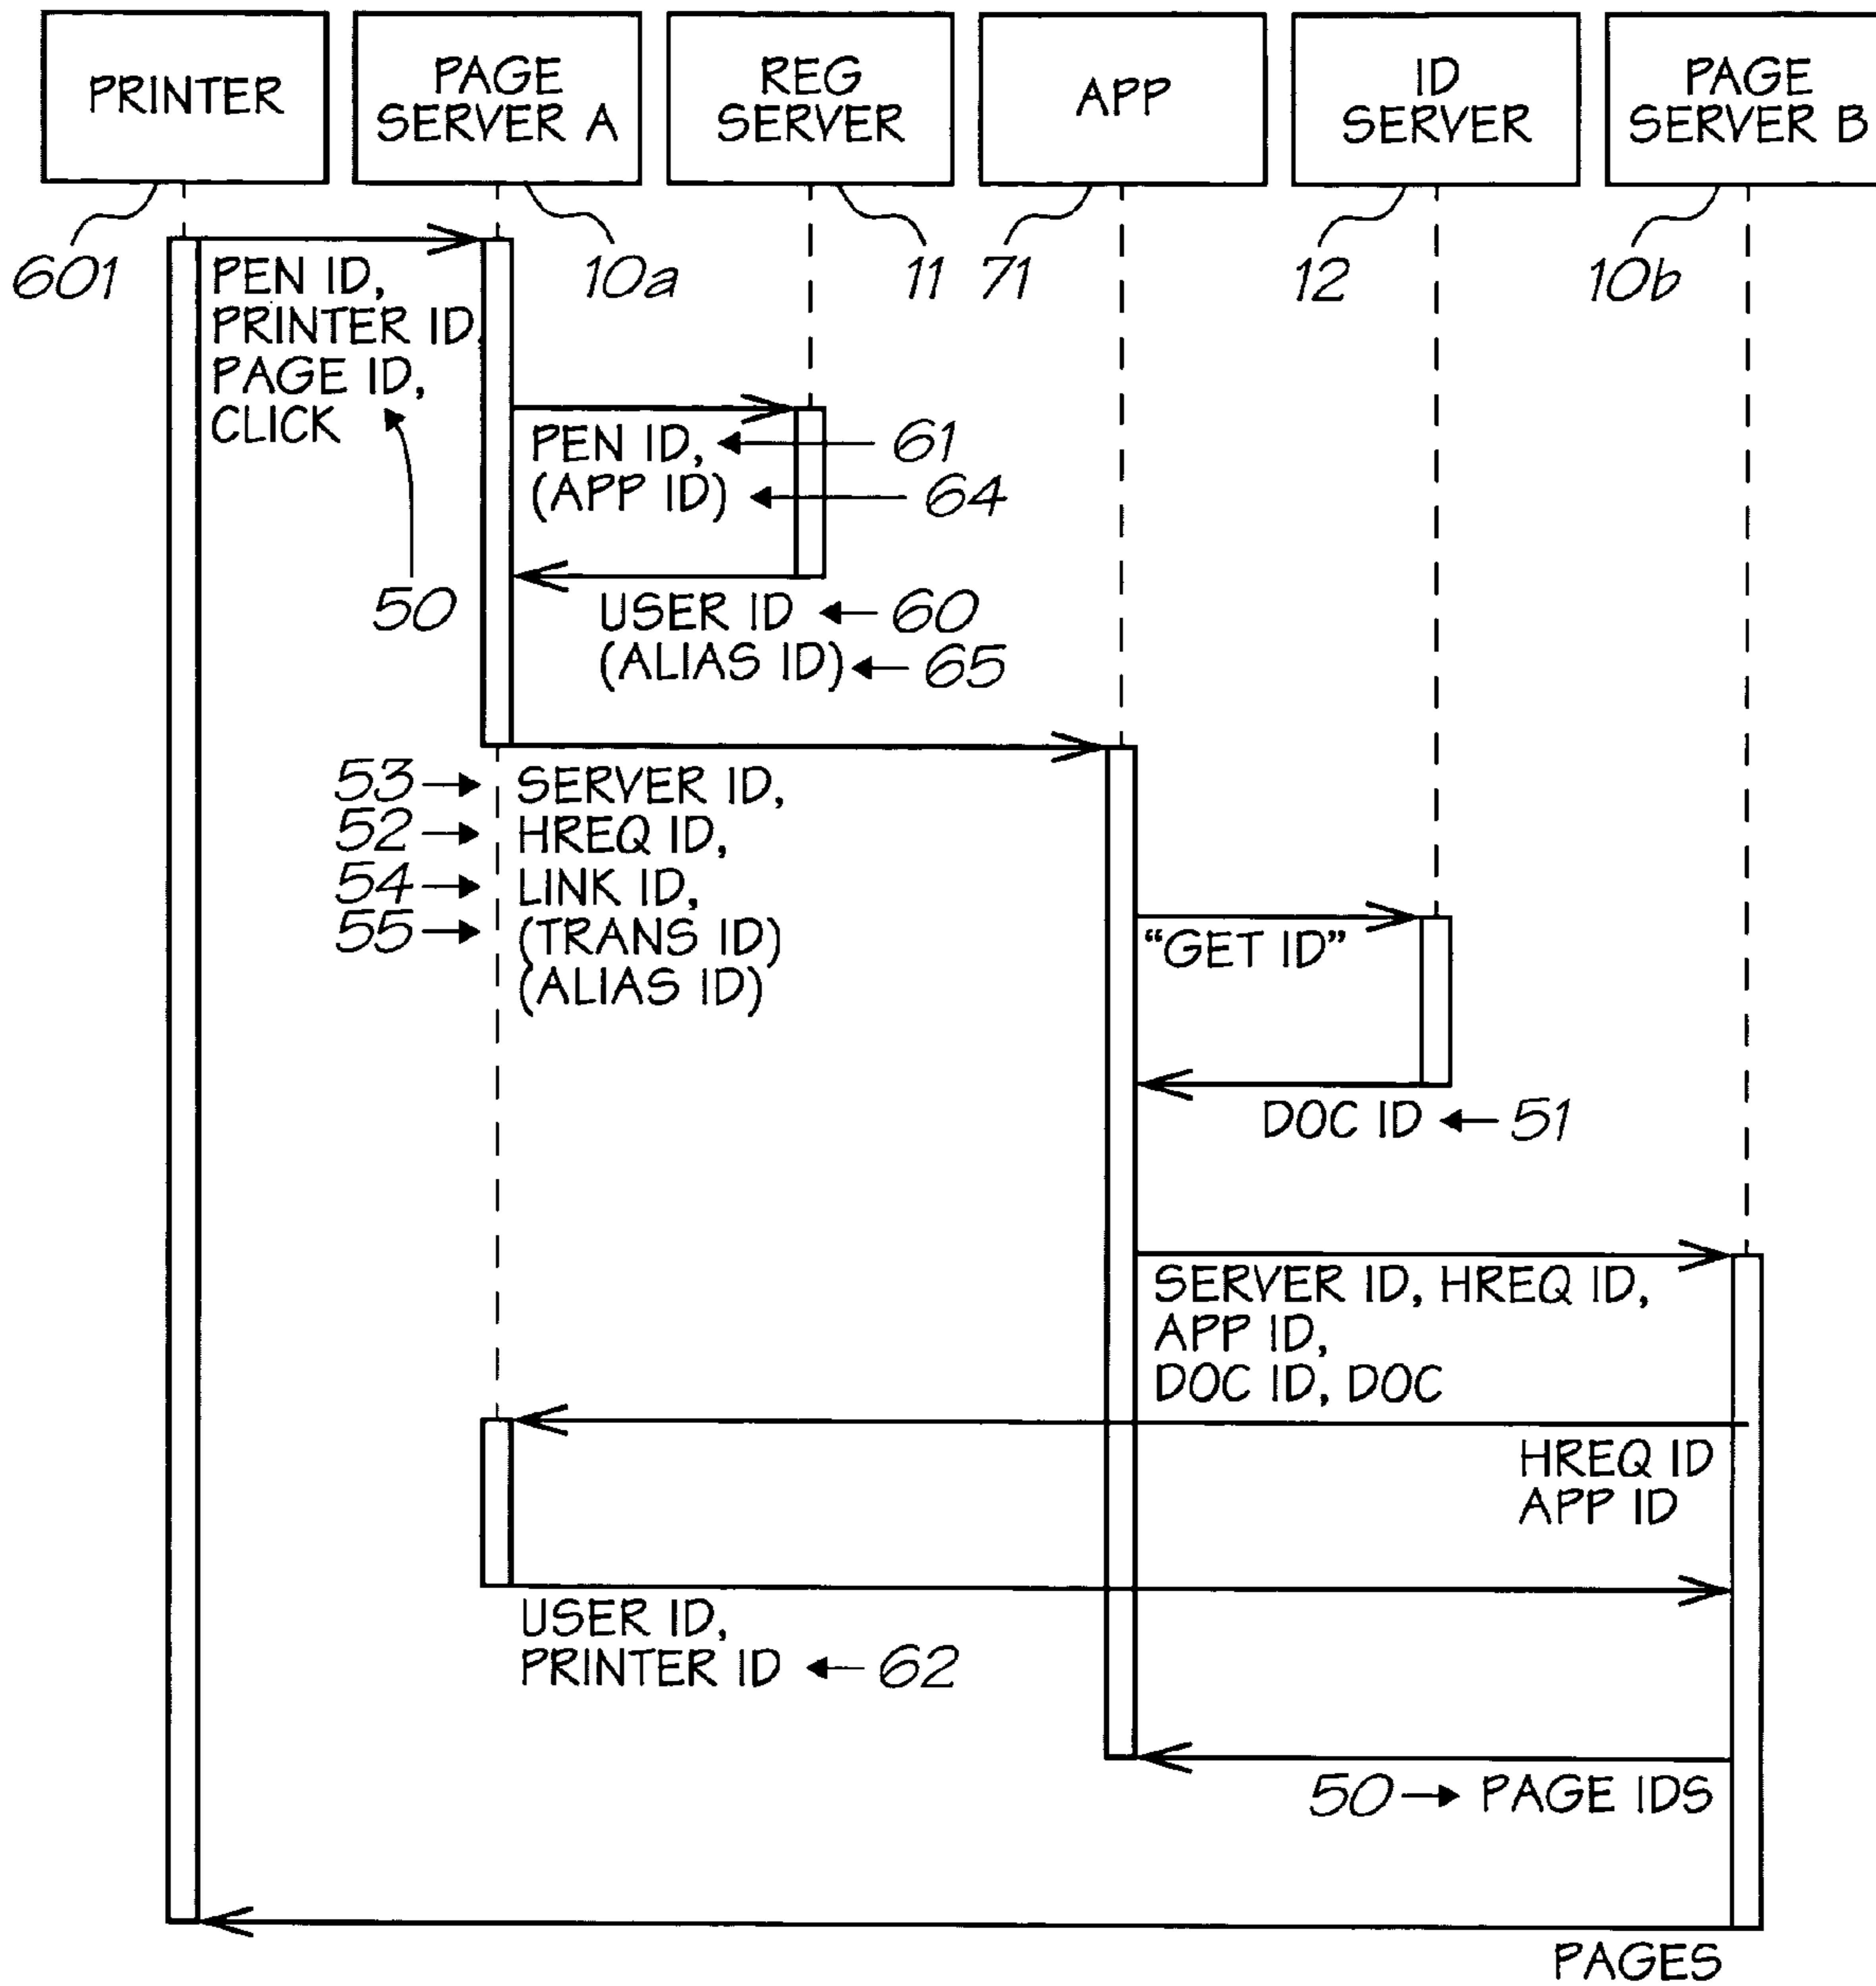 PRINTER
PAGE
SERVER A
REG
SERVER
APP
ID
SERVER
PAGE
SERVER B
601
10a
11
71
12
10b
PEN ID,
PRINTER ID,
PAGE ID,
CLICK
50
PEN ID, 61
(APP ID) 64
USER ID 60
(ALIAS ID) 65
53 SERVER ID,
52 HREQ ID,
54 LINK ID,
55 (TRANS ID)
(ALIAS ID)
“GET ID”
DOC ID 51
SERVER ID, HREQ ID,
APP ID,
DOC ID, DOC
HREQ ID
APP ID
USER ID,
PRINTER ID 62
50 PAGE IDS
PAGES